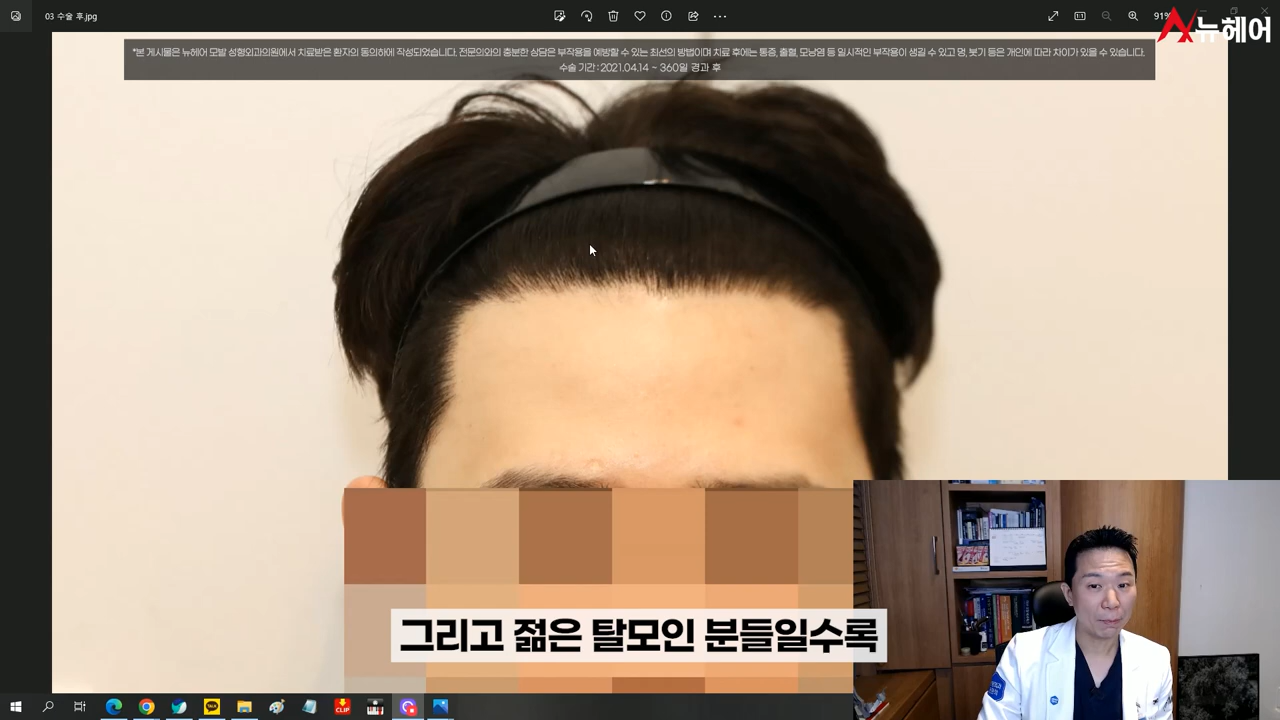 03 수술 후.jpg
91%
뉴헤어
*본 게시물은 뉴헤어 모발 성형외과의원에서 치료받은 환자의 동의하에 작성되었습니다. 전문의와의 충분한 상담은 부작용을 예방할 수 있는 최선의 방법이며 치료 후에는 통증, 출혈, 모낭염 등 일시적인 부작용이 생길 수 있고 멍, 붓기 등은 개인에 따라 차이가 있을 수 있습니다.
수술 기간 : 2021.04.14 ~ 360일 경과 후
그리고 젊은 탈모인 분들일수록
CLIP